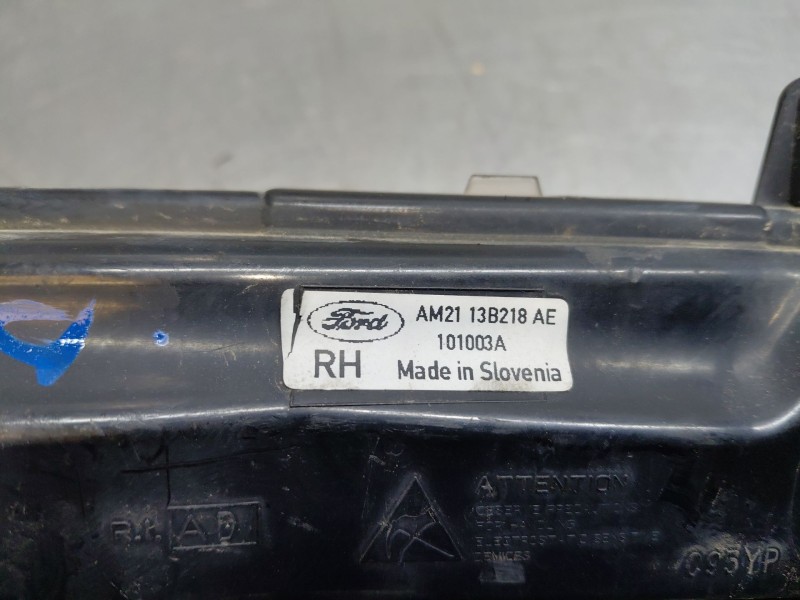 Ford
AM21 13B218 AE
101003A
RH
Made in Slovenia
ATTENTION
R.t. A D
C95YP